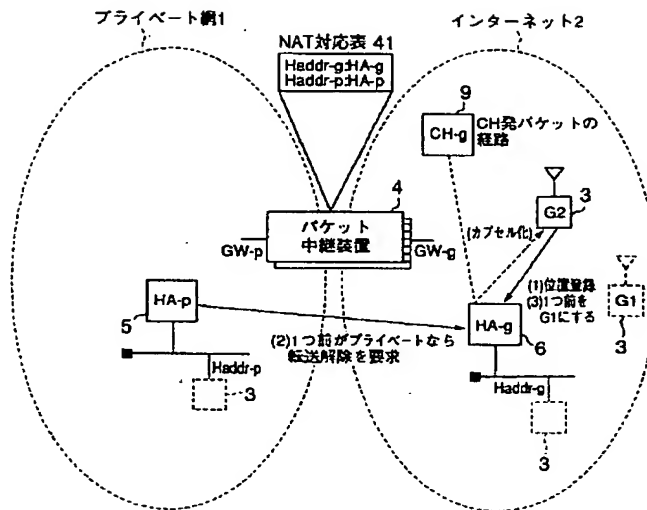 プライベート網1
インターネット2
NAT対応表 41
Haddr-g:HA-g
Haddr-p:HA-p
9
CH-g
CH発パケットの
経路
4
パケット
中継装置
GW-p
GW-g
3
G2
(カプセル化)
(1)位置登録
(3)1つ前を
G1にする
G1
3
HA-p
5
HA-g
6
(2)1つ前がプライベートなら
転送解除を要求
Haddr-p
3
Haddr-g
3